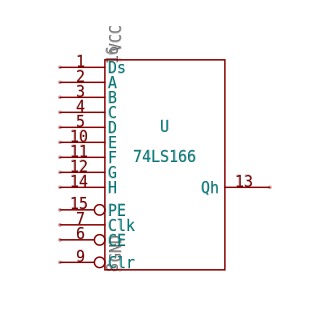 16 VCC
1 Ds
2 A
3 B
4 C
5 D
10 E
11 F
12 G
14 H
15 PE
7 Clk
6 CE
9 Clr
8 GND
U
74LS166
Qh 13